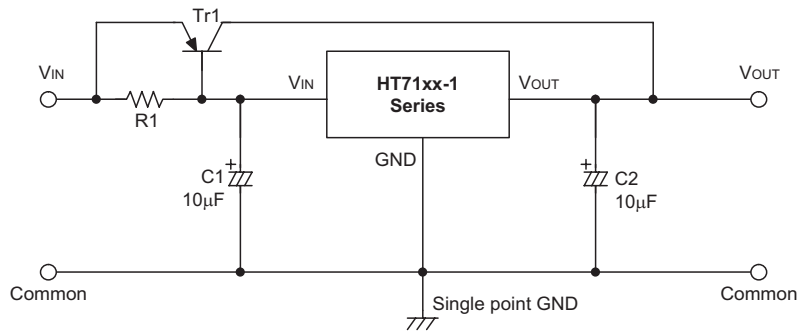 Tr1
VIN
R1
VIN
HT71xx-1
Series
VOUT
VOUT
GND
C1
10μF
C2
10μF
Common
Single point GND
Common